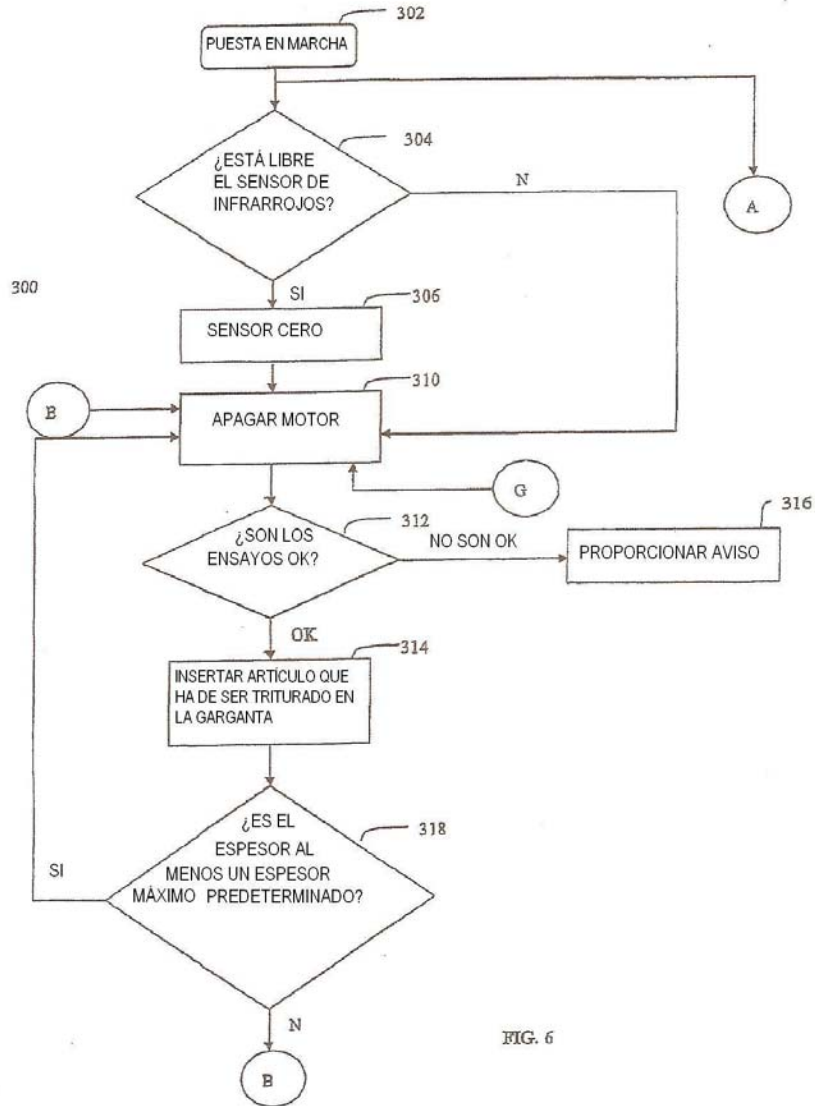 302
PUESTA EN MARCHA
304
¿ESTÁ LIBRE
EL SENSOR DE
INFRARROJOS?
N
A
300
SI
306
SENSOR CERO
310
E
APAGAR MOTOR
G
312
¿SON LOS
ENSAYOS OK?
NO SON OK
316
PROPORCIONAR AVISO
OK
314
INSERTAR ARTÍCULO QUE
HA DE SER TRITURADO EN
LA GARGANTA
318
¿ES EL
ESPESOR AL
MENOS UN ESPESOR
MÁXIMO PREDETERMINADO?
SI
N
B
FIG. 6